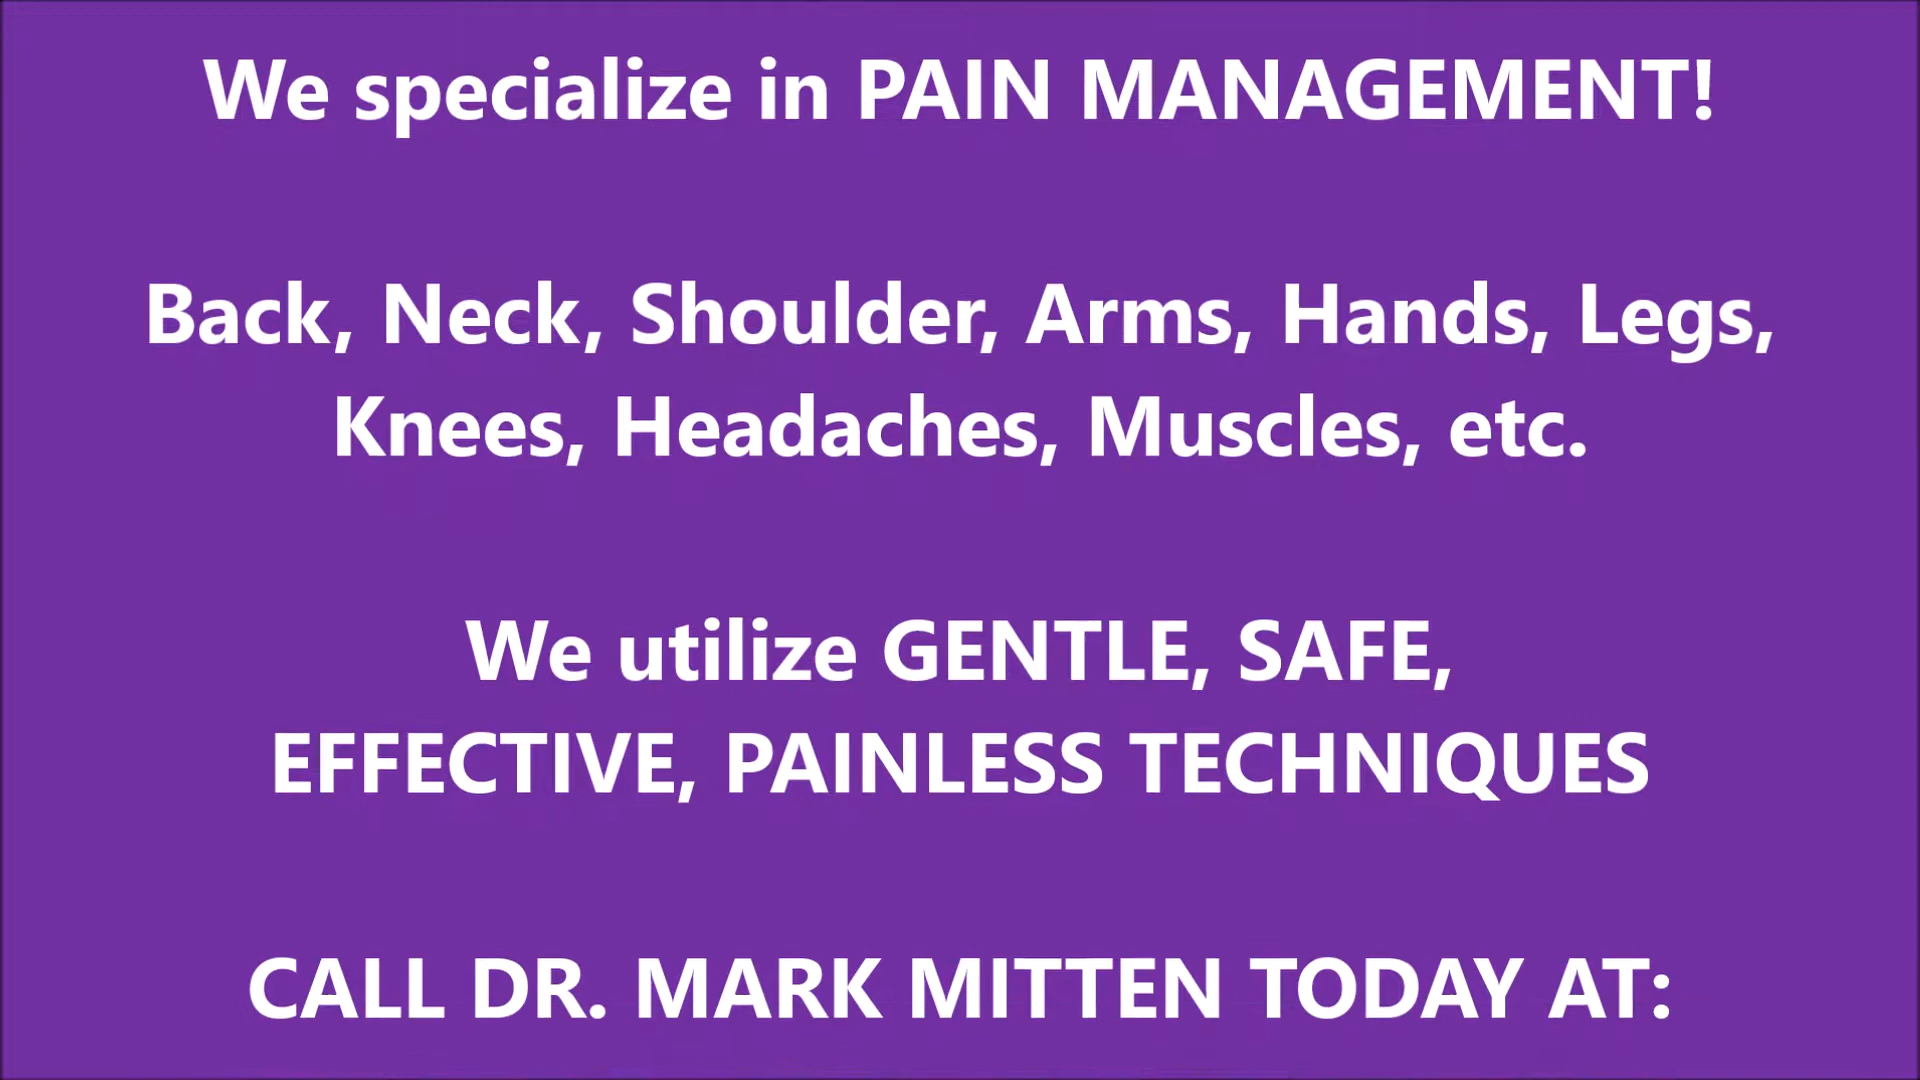 We specialize in PAIN MANAGEMENT!
Back, Neck, Shoulder, Arms, Hands, Legs,
Knees, Headaches, Muscles, etc.
We utilize GENTLE, SAFE,
EFFECTIVE, PAINLESS TECHNIQUES
CALL DR. MARK MITTEN TODAY AT: